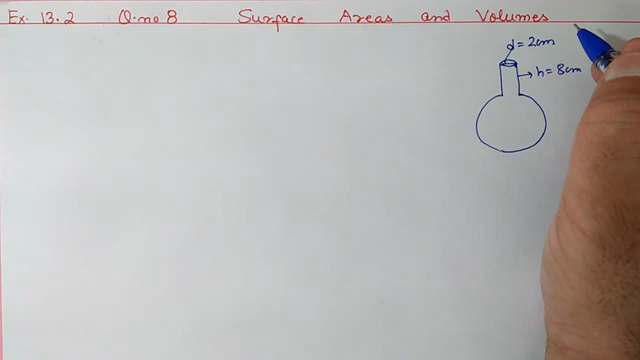 Ex. 13.2 Q.no 8 Surface Areas and Volumes
d = 2cm
h = 8cm